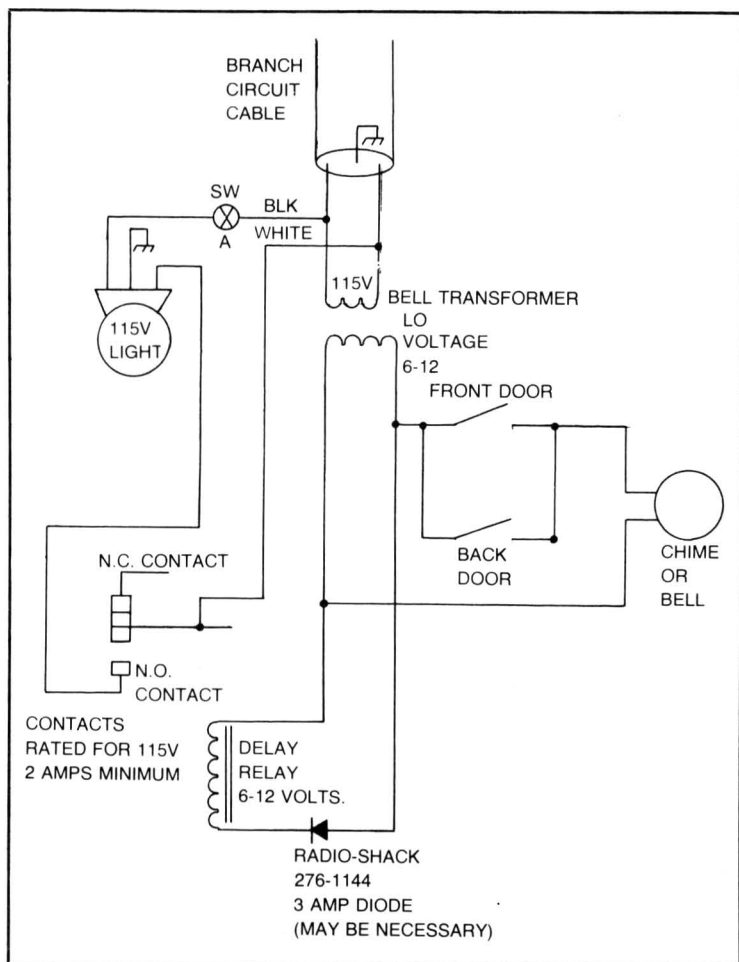 BRANCH
CIRCUIT
CABLE
SW
BLK
A
WHITE
115V
BELL TRANSFORMER
LO
VOLTAGE
6-12
115V
LIGHT
FRONT DOOR
BACK
DOOR
CHIME
OR
BELL
N.C. CONTACT
N.O.
CONTACT
CONTACTS
RATED FOR 115V
2 AMPS MINIMUM
DELAY
RELAY
6-12 VOLTS.
RADIO-SHACK
276-1144
3 AMP DIODE
(MAY BE NECESSARY)